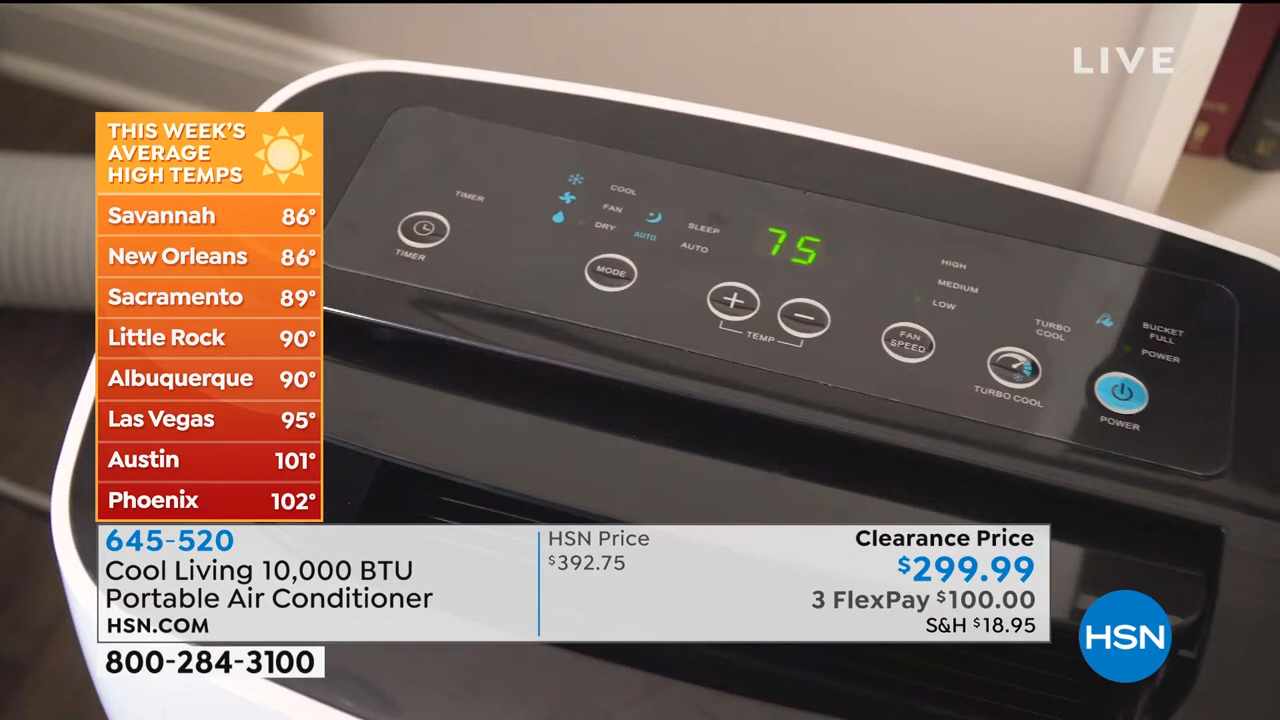 LIVE
THIS WEEK'S
AVERAGE
HIGH TEMPS
Savannah 86°
New Orleans 86°
Sacramento 89°
Little Rock 90°
Albuquerque 90°
Las Vegas 95°
Austin 101°
Phoenix 102°
TIMER
TIMER
COOL
FAN
DRY
AUTO
SLEEP
AUTO
MODE
75
TEMP
HIGH
MEDIUM
LOW
FAN
SPEED
TURBO
COOL
TURBO COOL
BUCKET
FULL
POWER
POWER
645-520
Cool Living 10,000 BTU
Portable Air Conditioner
HSN.COM
HSN Price
$392.75
Clearance Price
$299.99
3 FlexPay $100.00
S&H $18.95
HSN
800-284-3100